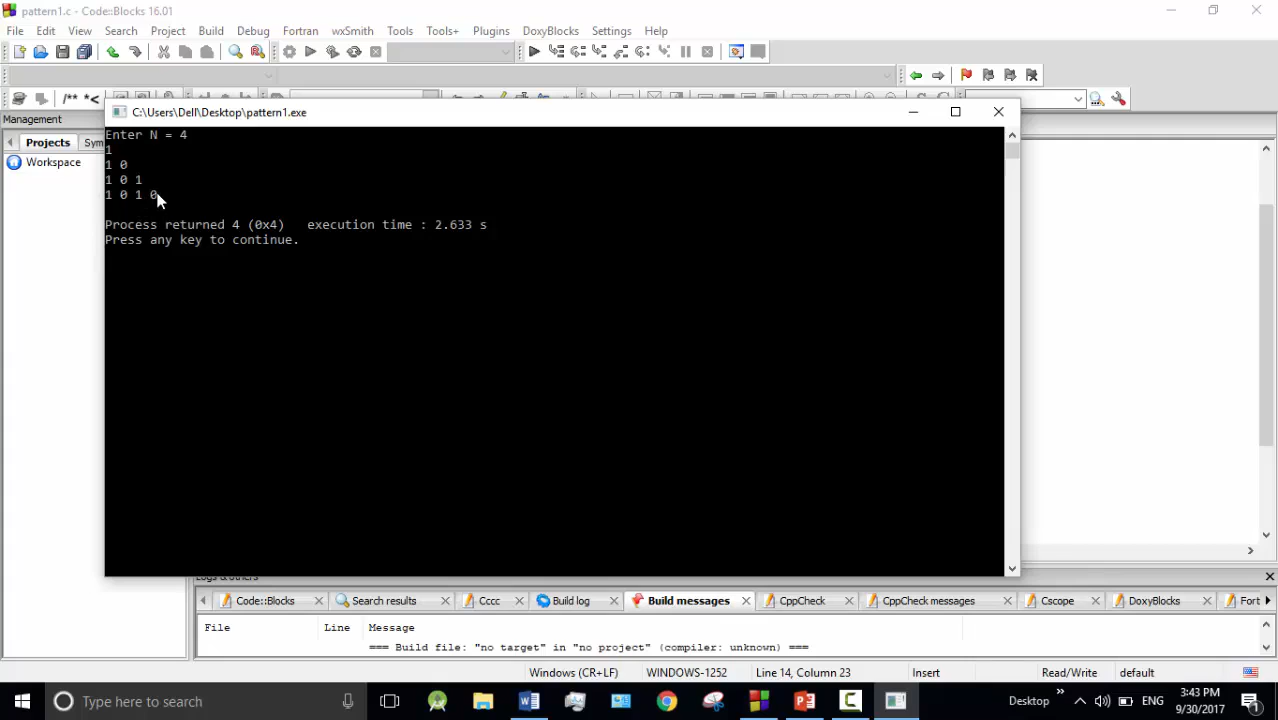 pattern1.c - Code::Blocks 16.01
File Edit View Search Project Build Debug Fortran wxSmith Tools Tools+ Plugins DoxyBlocks Settings Help
/** *<
Management
C:\Users\Dell\Desktop\pattern1.exe
Projects Sym
Workspace
Enter N = 4
1
1 0
1 0 1
1 0 1 0
Process returned 4 (0x4)   execution time : 2.633 s
Press any key to continue.
Logs & others
Code::Blocks Search results Cccc Build log Build messages CppCheck CppCheck messages Cscope DoxyBlocks Fort
File Line Message
=== Build file: "no target" in "no project" (compiler: unknown) ===
Windows (CR+LF) WINDOWS-1252 Line 14, Column 23 Insert Read/Write default
Type here to search
Desktop
ENG
3:43 PM
9/30/2017
1